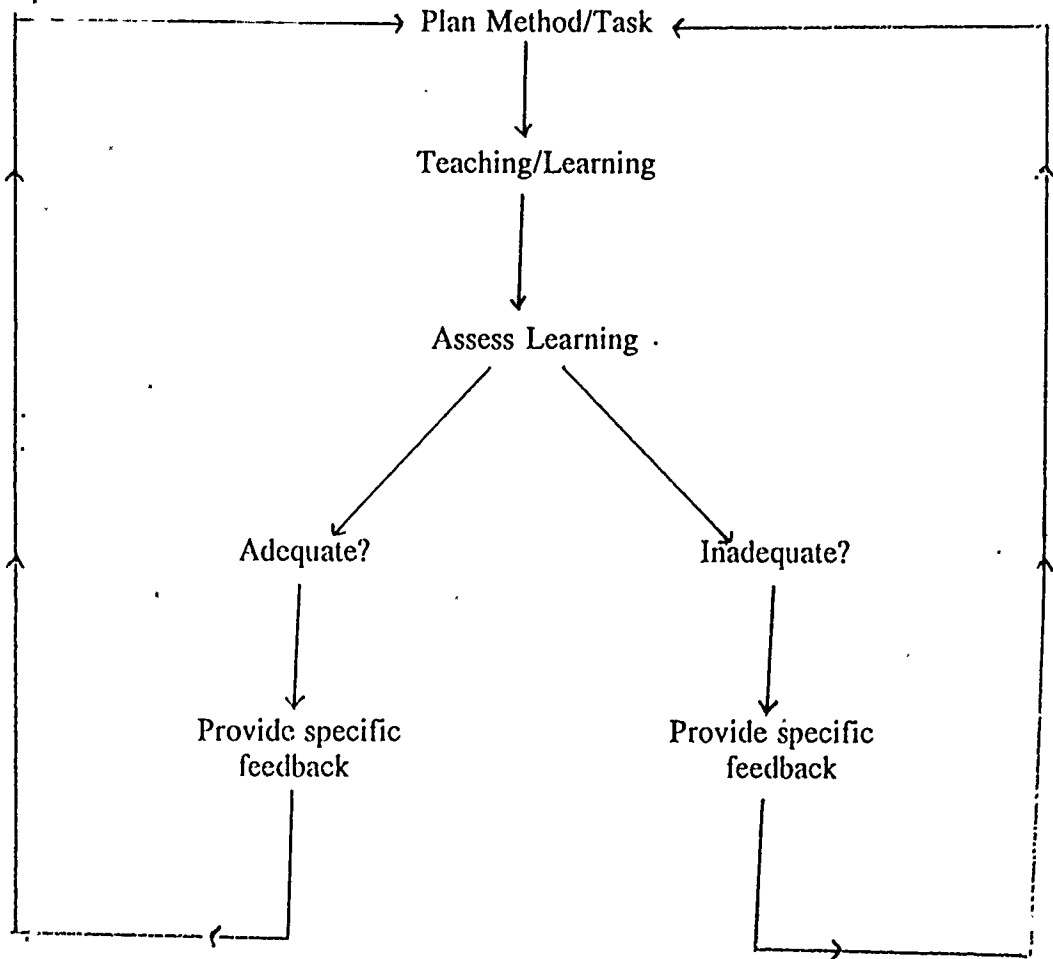 Plan Method/Task
Teaching/Learning
Assess Learning
Adequate?
Inadequate?
Provide specific
feedback
Provide specific
feedback